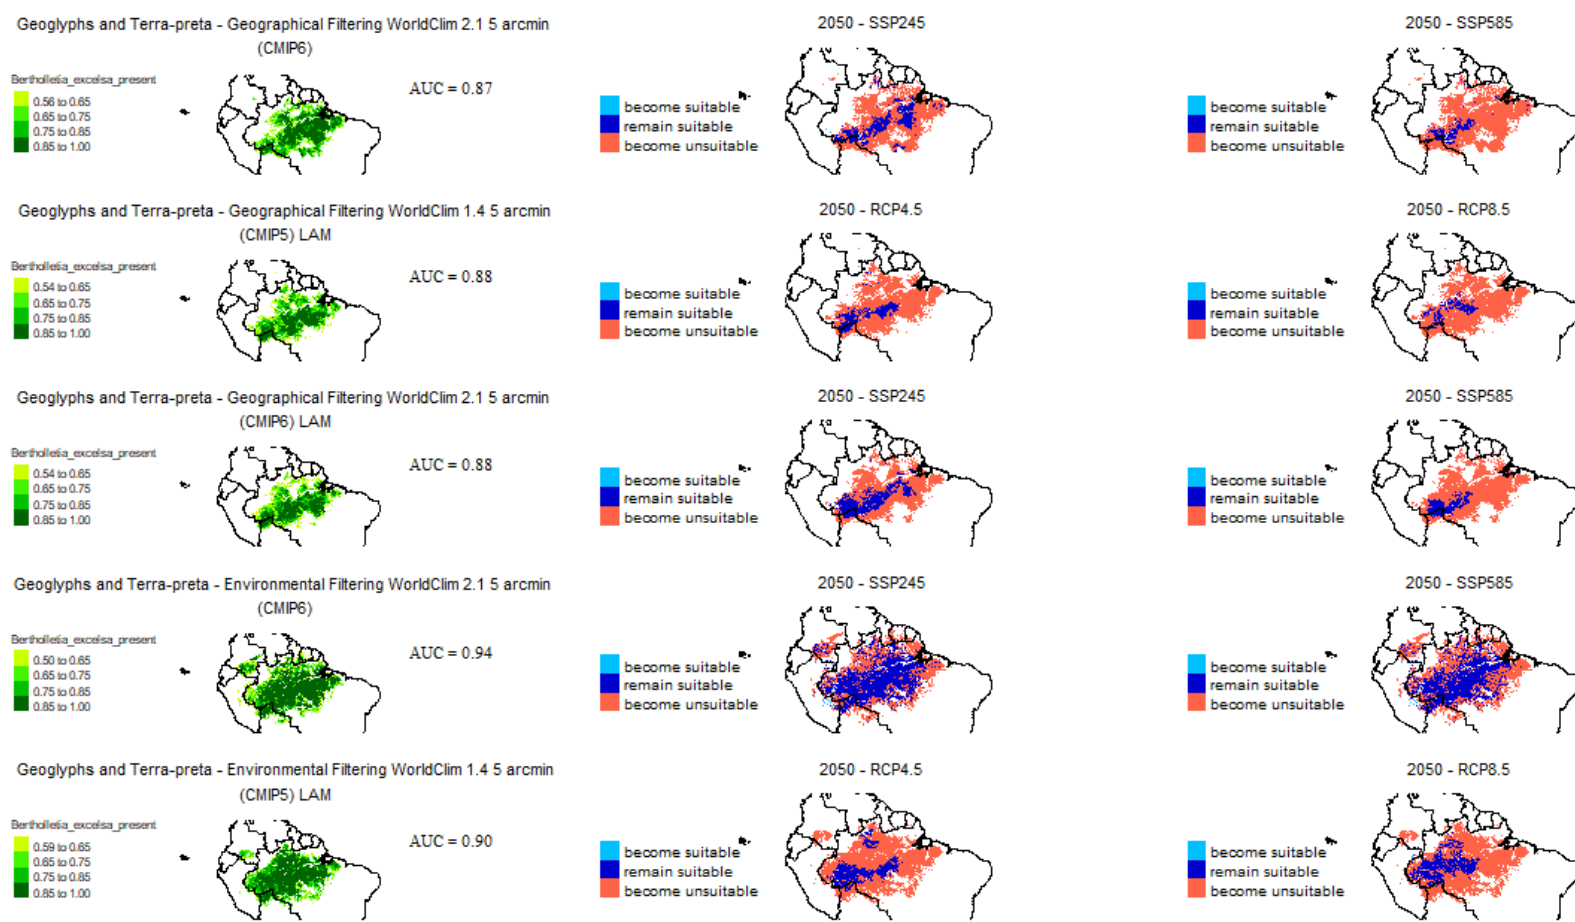 Geoglyphs and Terra-preta - Geographical Filtering WorldClim 2.1 5 arcmin
(CMIP6)
Bertholletia_excelsa_present
0.56 to 0.65
0.65 to 0.75
0.75 to 0.85
0.85 to 1.00
AUC = 0.87
2050 - SSP245
become suitable
remain suitable
become unsuitable
2050 - SSP585
become suitable
remain suitable
become unsuitable
Geoglyphs and Terra-preta - Geographical Filtering WorldClim 1.4 5 arcmin
(CMIP5) LAM
Bertholletia_excelsa_present
0.54 to 0.65
0.65 to 0.75
0.75 to 0.85
0.85 to 1.00
AUC = 0.88
2050 - RCP4.5
become suitable
remain suitable
become unsuitable
2050 - RCP8.5
become suitable
remain suitable
become unsuitable
Geoglyphs and Terra-preta - Geographical Filtering WorldClim 2.1 5 arcmin
(CMIP6) LAM
Bertholletia_excelsa_present
0.54 to 0.65
0.65 to 0.75
0.75 to 0.85
0.85 to 1.00
AUC = 0.88
2050 - SSP245
become suitable
remain suitable
become unsuitable
2050 - SSP585
become suitable
remain suitable
become unsuitable
Geoglyphs and Terra-preta - Environmental Filtering WorldClim 2.1 5 arcmin
(CMIP6)
Bertholletia_excelsa_present
0.50 to 0.65
0.65 to 0.75
0.75 to 0.85
0.85 to 1.00
AUC = 0.94
2050 - SSP245
become suitable
remain suitable
become unsuitable
2050 - SSP585
become suitable
remain suitable
become unsuitable
Geoglyphs and Terra-preta - Environmental Filtering WorldClim 1.4 5 arcmin
(CMIP5) LAM
Bertholletia_excelsa_present
0.59 to 0.65
0.65 to 0.75
0.75 to 0.85
0.85 to 1.00
AUC = 0.90
2050 - RCP4.5
become suitable
remain suitable
become unsuitable
2050 - RCP8.5
become suitable
remain suitable
become unsuitable